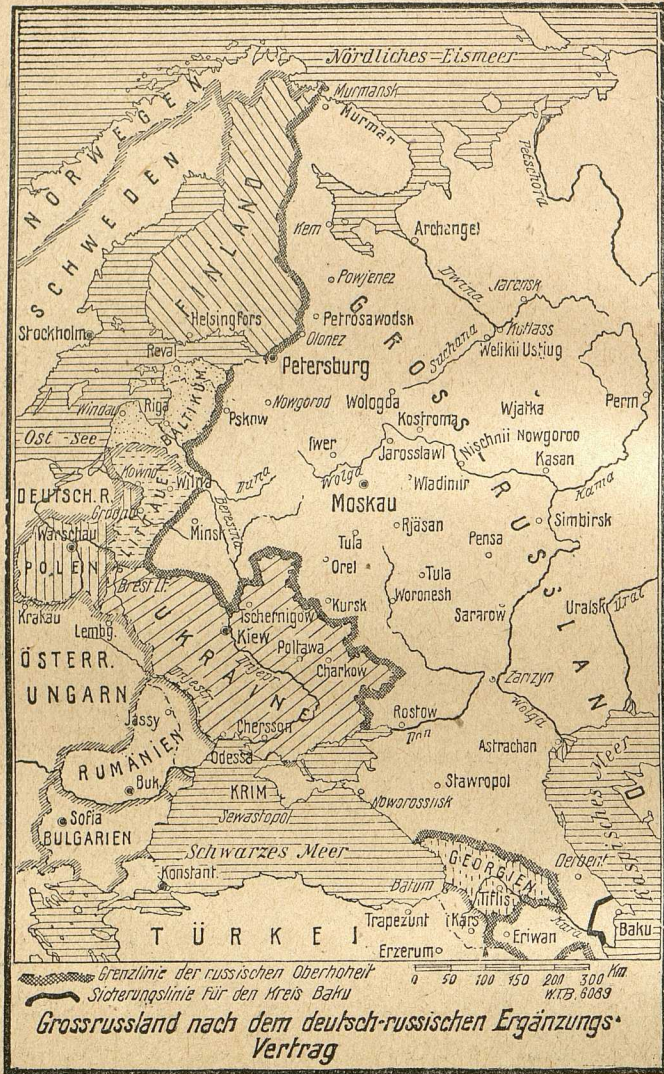 Nördliches-Eismeer
Murmansk
Murman
NORWEGEN
Petschora
SCHWEDEN
FINLAND
Kem
Archangel
Powjenez
Dwina
Jarensk
Helsingfors
Petrosawodsk
Suchona
Kotlass
Stockholm
Olonez
Welikii Ustiug
Reval
Petersburg
GROSS-RUSSLAND
BALTIKUM
Perm
Windau
Riga
Pskow
Nowgorod
Wologda
Wjatka
Kostroma
Ost-see
Twer
Jarosslawl
Nischnii Nowgorod
Kasan
Kowno
Wilna
Düna
Wolga
Kama
DEUTSCH.R.
LITAUEN
Moskau
Wladimir
Grodno
Beresina
Simbirsk
Warschau
Minsk
Rjäsan
POLEN
Tula
Pensa
Brest Lt.
Orel
Tula
Uralsk
Ural
Krakau
UKRAINE
Tschernigow
Kursk
Woronesh
Lembg.
Kiew
Sararow
ÖSTERR.
UNGARN
Poltawa
Dnjepr
Charkow
Zarizyn
Dnjestr
Wolga
Jassy
Chersson
Rostow
Don
RUMÄNIEN
Odessa
Astrachan
Buk.
KRIM
Stawropol
Kaspisches Meer
Sofia
Sewastopol
Noworossiisk
BULGARIEN
Schwarzes Meer
GEORGIEN
Derbent
Konstant.
Batum
Tiflis
Trapezunt
Kars
Kara
Baku
TÜRKEI
Eriwan
Erzerum
Grenzlinie der russischen Oberhoheit
0 50 100 150 200 300 Km.
Sicherungslinie für den Kreis Baku
W.T.B. 6089
Grossrussland nach dem deutsch-russischen Ergänzungs-
Vertrag